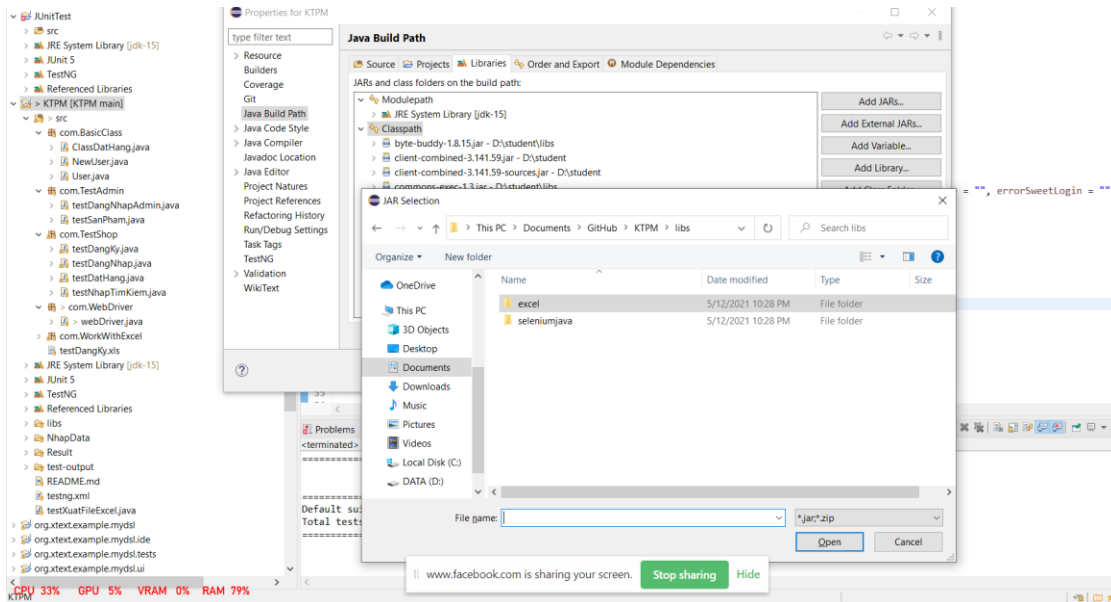 JUnitTest
src
JRE System Library [jdk-15]
JUnit 5
TestNG
Referenced Libraries
> KTPM [KTPM main]
> src
com.BasicClass
ClassDatHang.java
NewUser.java
User.java
com.TestAdmin
testDangNhapAdmin.java
testSanPham.java
com.TestShop
testDangKy.java
testDangNhap.java
testDatHang.java
testNhapTimKiem.java
> com.WebDriver
> webDriver.java
com.WorkWithExcel
testDangKy.xls
JRE System Library [jdk-15]
JUnit 5
TestNG
Referenced Libraries
libs
NhapData
Result
test-output
README.md
testng.xml
testXuatFileExcel.java
org.xtext.example.mydsl
org.xtext.example.mydsl.ide
org.xtext.example.mydsl.tests
org.xtext.example.mydsl.ui
KTPM
CPU 33% GPU 5% VRAM 0% RAM 79%
Properties for KTPM
type filter text
Resource
Builders
Coverage
Git
Java Build Path
Java Code Style
Java Compiler
Javadoc Location
Java Editor
Project Natures
Project References
Refactoring History
Run/Debug Settings
Task Tags
TestNG
Validation
WikiText
Java Build Path
Source Projects Libraries Order and Export Module Dependencies
JARs and class folders on the build path:
Modulepath
JRE System Library [jdk-15]
Classpath
byte-buddy-1.8.15.jar - D:\student\libs
client-combined-3.141.59.jar - D:\student
client-combined-3.141.59-sources.jar - D:\student
commons-exec-1.3.jar - D:\student\libs
Add JARs...
Add External JARs...
Add Variable...
Add Library...
Add Class Folder...
= "", errorSweetLogin = ""
JAR Selection
This PC > Documents > GitHub > KTPM > libs
Search libs
Organize New folder
OneDrive
This PC
3D Objects
Desktop
Documents
Downloads
Music
Pictures
Videos
Local Disk (C:)
DATA (D:)
Name Date modified Type Size
excel 5/12/2021 10:28 PM File folder
seleniumjava 5/12/2021 10:28 PM File folder
File name: *.jar;*.zip
Open Cancel
55
Problems
<terminated>
===========
===========
Default sui
Total tests
===========
www.facebook.com is sharing your screen. Stop sharing Hide